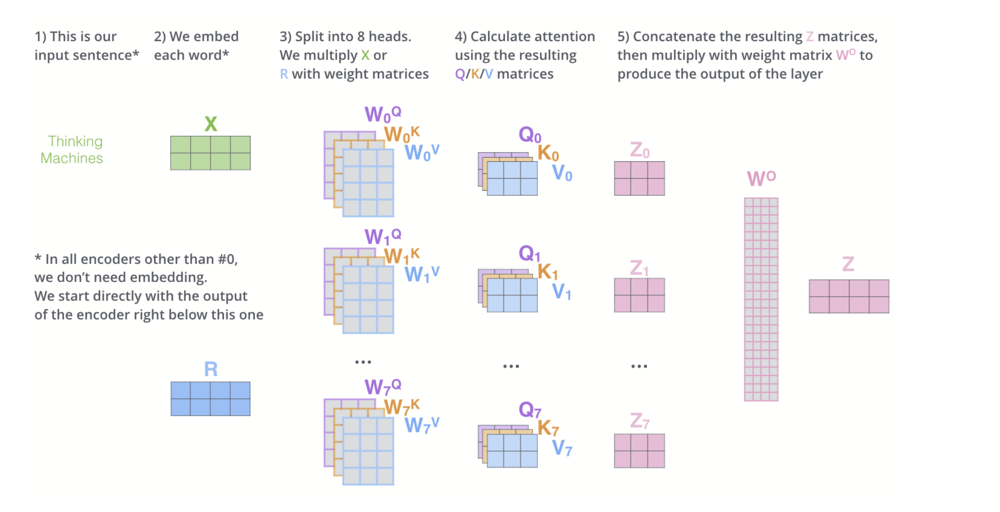 1) This is our
input sentence*
2) We embed
each word*
3) Split into 8 heads.
We multiply X or
R with weight matrices
4) Calculate attention
using the resulting
Q/K/V matrices
5) Concatenate the resulting Z matrices,
then multiply with weight matrix Wᴼ to
produce the output of the layer
Thinking
Machines
X
W₀Q
W₀K
W₀V
Q₀
K₀
V₀
Z₀
Wᴼ
* In all encoders other than #0,
we don’t need embedding.
We start directly with the output
of the encoder right below this one
W₁Q
W₁K
W₁V
Q₁
K₁
V₁
Z₁
Z
...
...
...
R
W₇Q
W₇K
W₇V
Q₇
K₇
V₇
Z₇